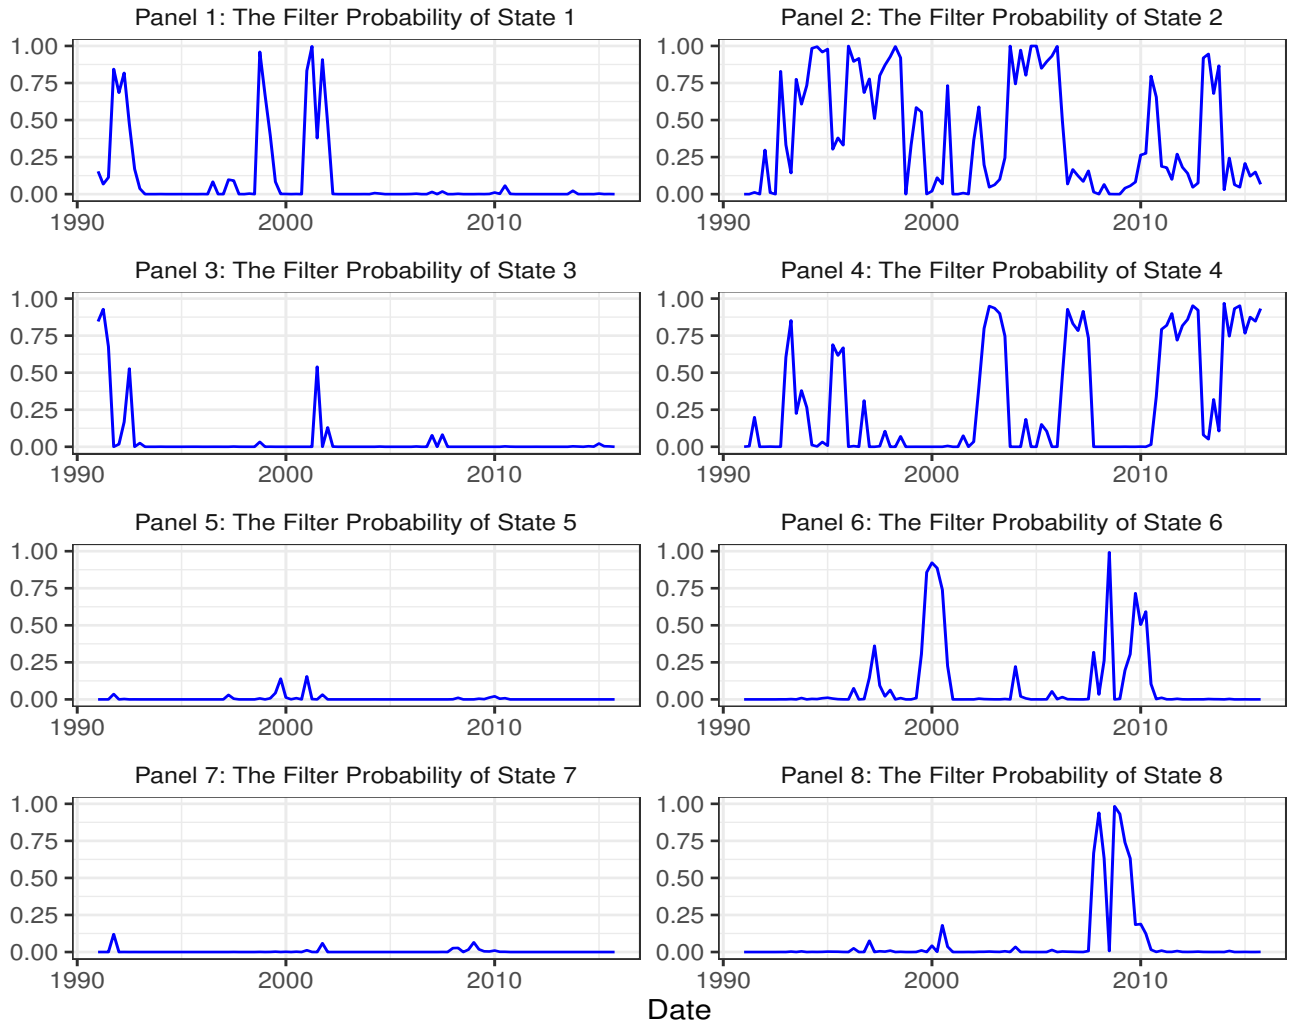 Panel 1: The Filter Probability of State 1
1.00
0.75
0.50
0.25
0.00
1990 2000 2010
Panel 2: The Filter Probability of State 2
1.00
0.75
0.50
0.25
0.00
1990 2000 2010
Panel 3: The Filter Probability of State 3
1.00
0.75
0.50
0.25
0.00
1990 2000 2010
Panel 4: The Filter Probability of State 4
1.00
0.75
0.50
0.25
0.00
1990 2000 2010
Panel 5: The Filter Probability of State 5
1.00
0.75
0.50
0.25
0.00
1990 2000 2010
Panel 6: The Filter Probability of State 6
1.00
0.75
0.50
0.25
0.00
1990 2000 2010
Panel 7: The Filter Probability of State 7
1.00
0.75
0.50
0.25
0.00
1990 2000 2010
Panel 8: The Filter Probability of State 8
1.00
0.75
0.50
0.25
0.00
1990 2000 2010
Date